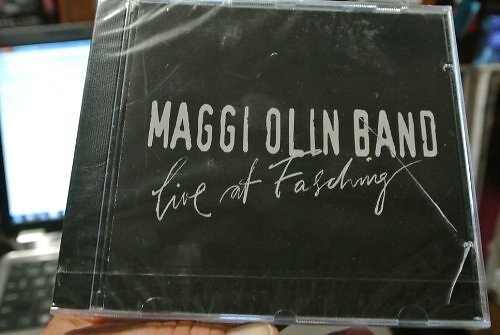 MAGGI OLIN BAND
live at Fasching